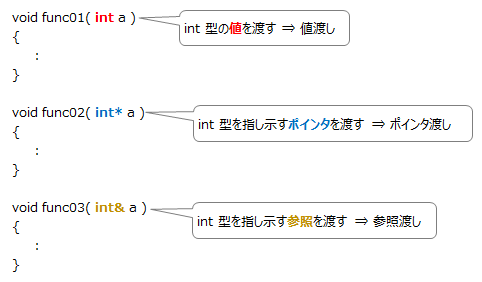 void func01( int a )
int 型の値を渡す ⇒ 値渡し
{
:
}
void func02( int* a )
int 型を指し示すポインタを渡す ⇒ ポインタ渡し
{
:
}
void func03( int& a )
int 型を指し示す参照を渡す ⇒ 参照渡し
{
:
}